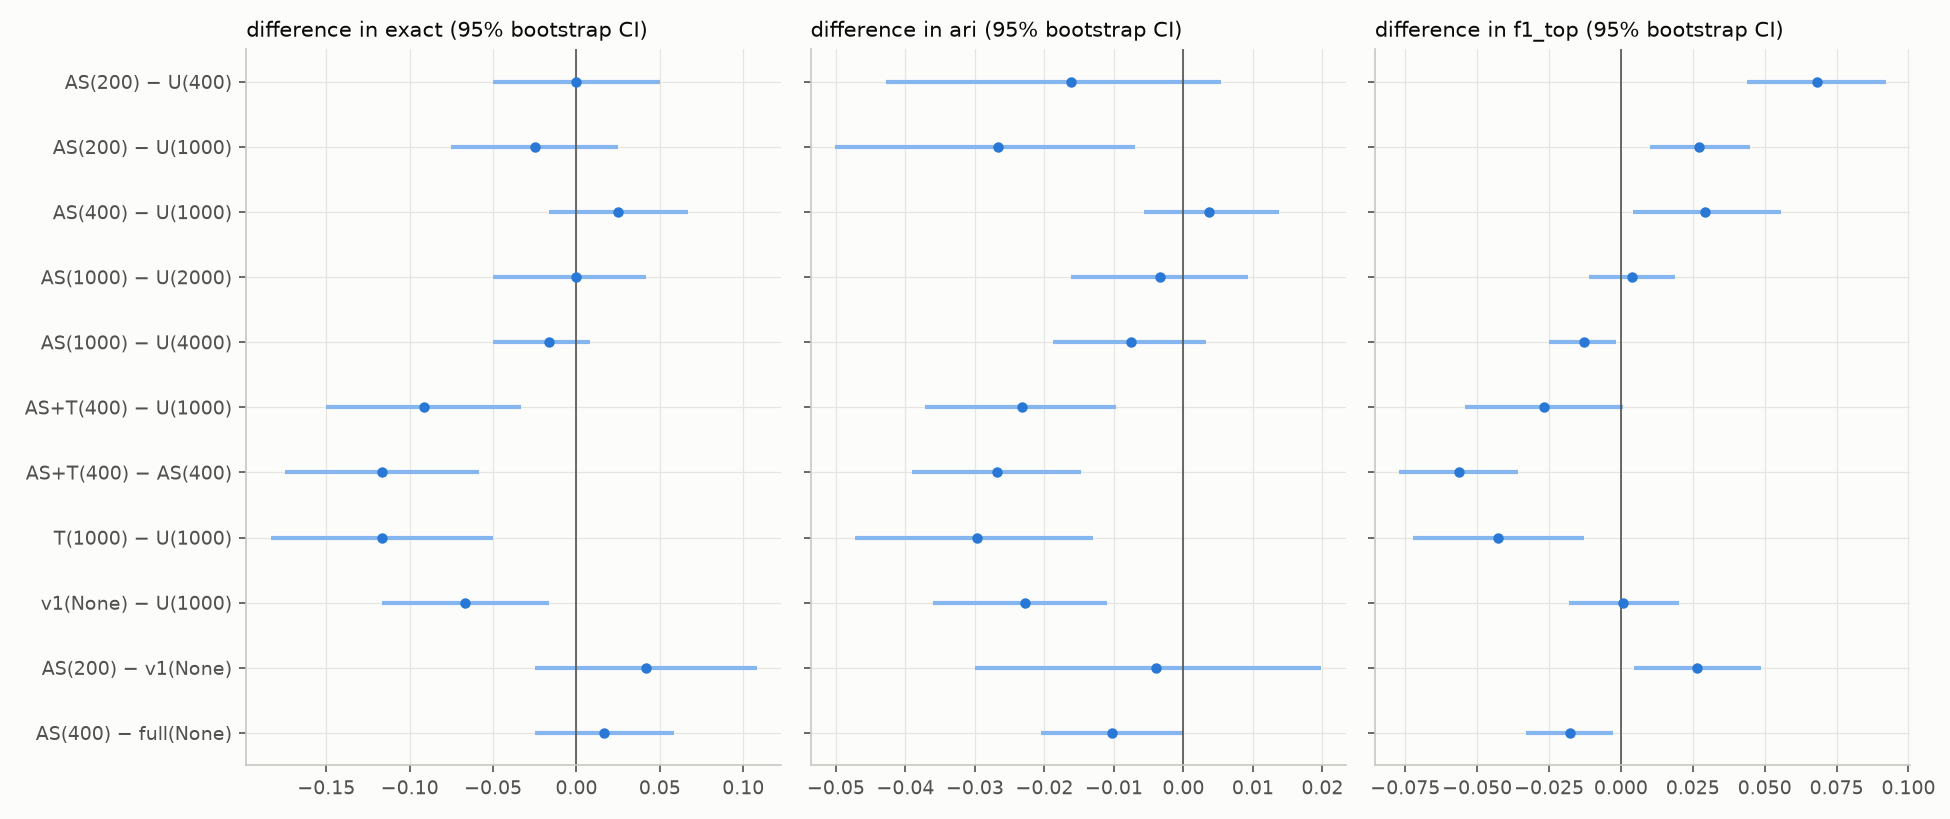 difference in exact (95% bootstrap CI)
difference in ari (95% bootstrap CI)
difference in f1_top (95% bootstrap CI)
AS(200) − U(400)
AS(200) − U(1000)
AS(400) − U(1000)
AS(1000) − U(2000)
AS(1000) − U(4000)
AS+T(400) − U(1000)
AS+T(400) − AS(400)
T(1000) − U(1000)
v1(None) − U(1000)
AS(200) − v1(None)
AS(400) − full(None)
−0.15 −0.10 −0.05 0.00 0.05 0.10
−0.05 −0.04 −0.03 −0.02 −0.01 0.00 0.01 0.02
−0.075 −0.050 −0.025 0.000 0.025 0.050 0.075 0.100